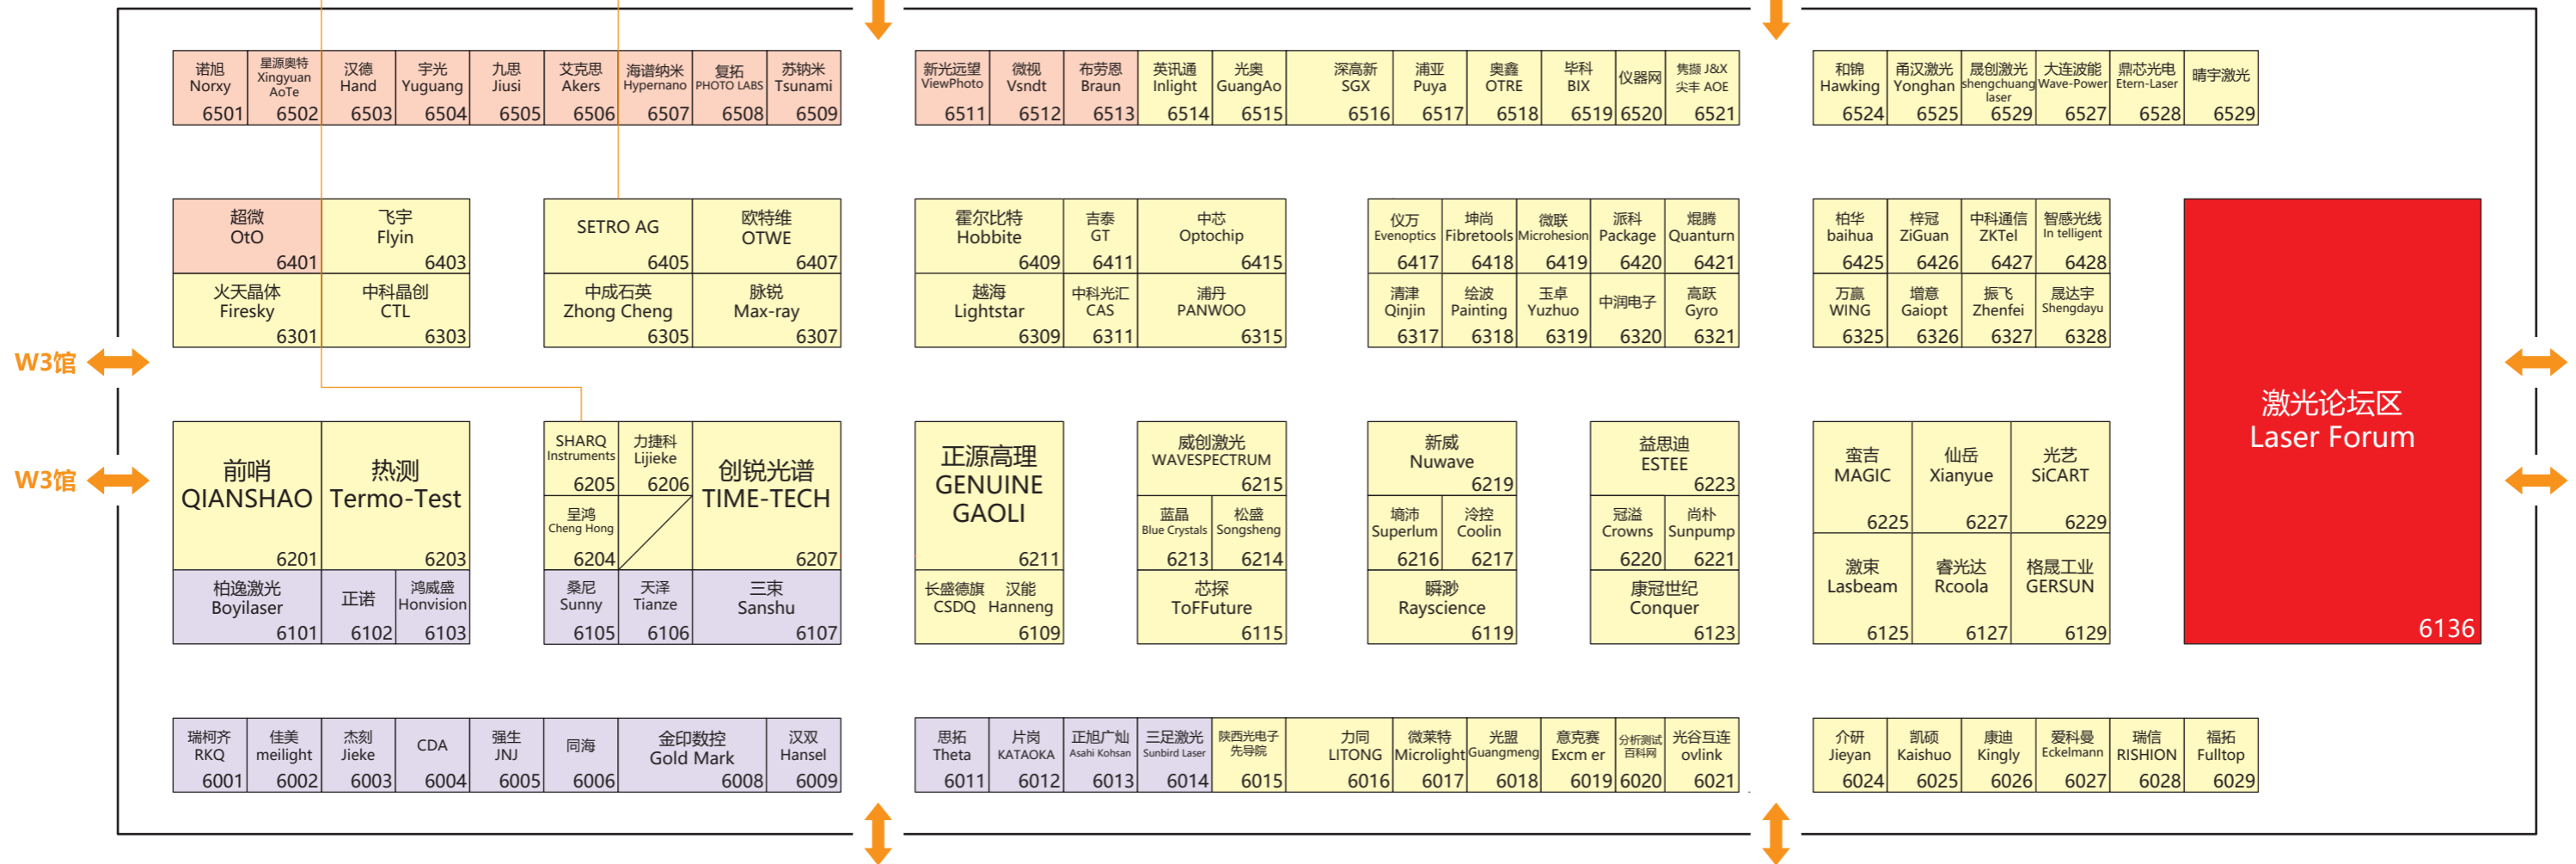 诺旭
Norxy
6501
星源奥特
Xingyuan
AoTe
6502
汉德
Hand
6503
宇光
Yuguang
6504
九思
Jiusi
6505
艾克思
Akers
6506
海谱纳米
Hypernano
6507
复拓
PHOTO LABS
6508
苏钠米
Tsunami
6509
新光远望
ViewPhoto
6511
微视
Vsndt
6512
布劳恩
Braun
6513
英讯通
Inlight
6514
光奥
GuangAo
6515
深高新
SGX
6516
浦亚
Puya
6517
奥鑫
OTRE
6518
毕科
BIX
6519
仪器网
6520
隽撷 J&X
尖丰 AOE
6521
和锦
Hawking
6524
甬汉激光
Yonghan
6525
晟创激光
shengchuang
laser
6529
大连波能
Wave-Power
6527
鼎芯光电
Etern-Laser
6528
晴宇激光
6529
超微
OtO
6401
飞宇
Flyin
6403
SETRO AG
6405
欧特维
OTWE
6407
霍尔比特
Hobbite
6409
吉泰
GT
6411
中芯
Optochip
6415
仪万
Evenoptics
6417
坤尚
Fibretools
6418
微联
Microhesion
6419
派科
Package
6420
焜腾
Quanturn
6421
柏华
baihua
6425
梓冠
ZiGuan
6426
中科通信
ZKTel
6427
智感光线
In telligent
6428
火天晶体
Firesky
6301
中科晶创
CTL
6303
中成石英
Zhong Cheng
6305
脉锐
Max-ray
6307
越海
Lightstar
6309
中科光汇
CAS
6311
浦丹
PANWOO
6315
清津
Qinjin
6317
绘波
Painting
6318
玉卓
Yuzhuo
6319
中润电子
6320
高跃
Gyro
6321
万赢
WING
6325
增意
Gaiopt
6326
振飞
Zhenfei
6327
晟达宇
Shengdayu
6328
W3馆
W3馆
激光论坛区
Laser Forum
6136
前哨
QIANSHAO
6201
热测
Termo-Test
6203
SHARQ
Instruments
6205
力捷科
Lijieke
6206
呈鸿
Cheng Hong
6204
创锐光谱
TIME-TECH
6207
正源高理
GENUINE
GAOLI
6211
威创激光
WAVESPECTRUM
6215
蓝晶
Blue Crystals
6213
松盛
Songsheng
6214
新威
Nuwave
6219
墒沛
Superlum
6216
泠控
Coolin
6217
益思迪
ESTEE
6223
冠溢
Crowns
6220
尚朴
Sunpump
6221
蛮吉
MAGIC
6225
仙岳
Xianyue
6227
光艺
SiCART
6229
柏逸激光
Boyilaser
6101
正诺
6102
鸿威盛
Honvision
6103
桑尼
Sunny
6105
天泽
Tianze
6106
三束
Sanshu
6107
长盛德旗 汉能
CSDQ Hanneng
6109
芯探
ToFFuture
6115
瞬渺
Rayscience
6119
康冠世纪
Conquer
6123
激束
Lasbeam
6125
睿光达
Rcoola
6127
格晟工业
GERSUN
6129
瑞柯齐
RKQ
6001
佳美
meilight
6002
杰刻
Jieke
6003
CDA
6004
强生
JNJ
6005
同海
6006
金印数控
Gold Mark
6008
汉双
Hansel
6009
思拓
Theta
6011
片岗
KATAOKA
6012
正旭广灿
Asahi Kohsan
6013
三足激光
Sunbird Laser
6014
陕西光电子
先导院
6015
力同
LITONG
6016
微莱特
Microlight
6017
光盟
Guangmeng
6018
意克赛
Excm er
6019
分析测试
百科网
6020
光谷互连
ovlink
6021
介研
Jieyan
6024
凯硕
Kaishuo
6025
康迪
Kingly
6026
爱科曼
Eckelmann
6027
瑞信
RISHION
6028
福拓
Fulltop
6029